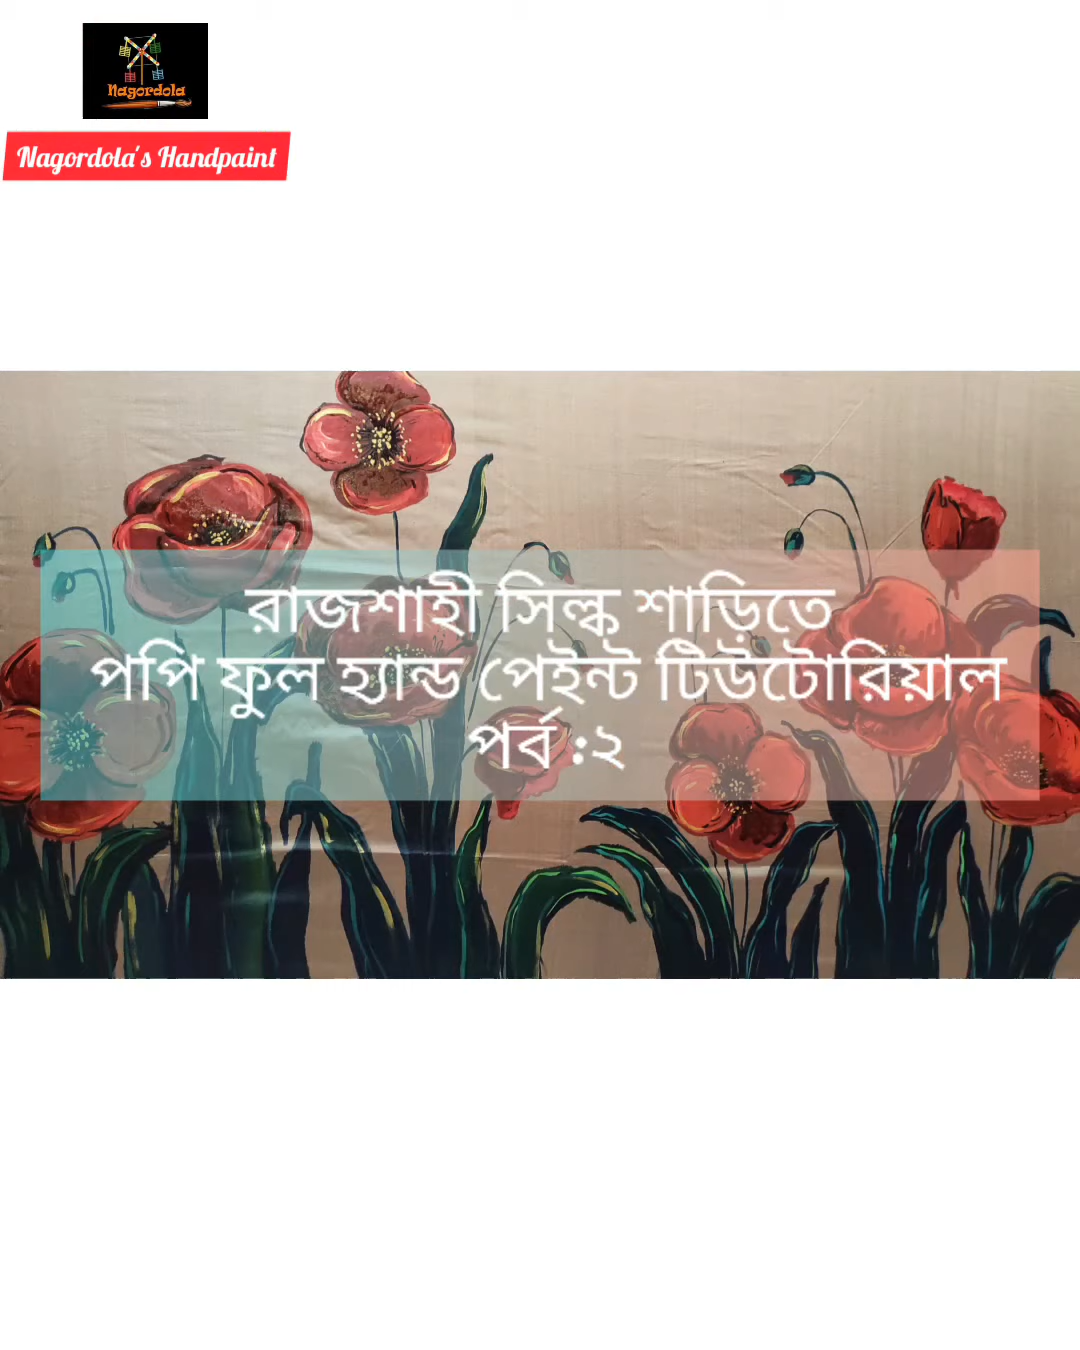 Nagordola
Nagordola's Handpaint
রাজশাহী সিল্ক শাড়িতে
পপি ফুল হ্যান্ড পেইন্ট টিউটোরিয়াল
পর্ব :২